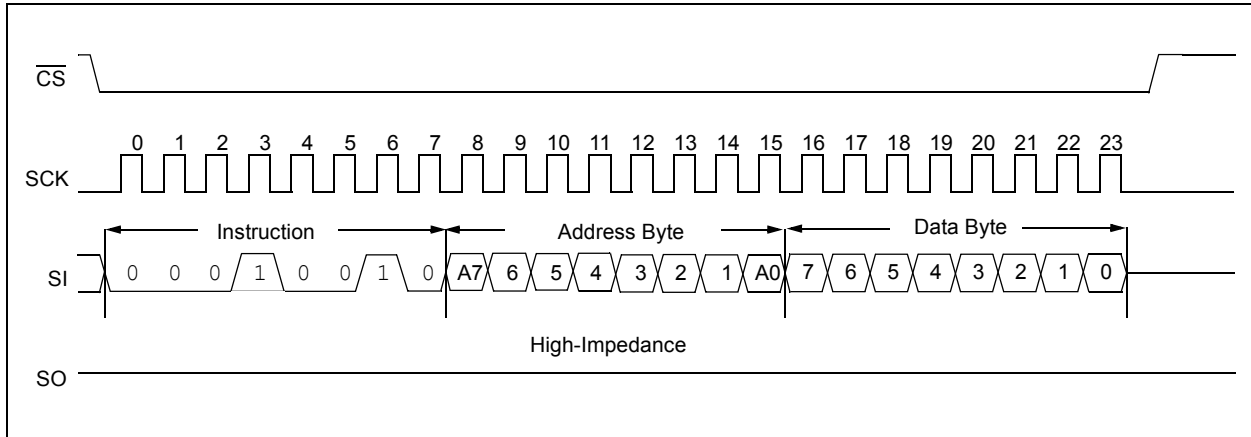 CS
0 1 2 3 4 5 6 7 8 9 10 11 12 13 14 15 16 17 18 19 20 21 22 23
SCK
Instruction Address Byte Data Byte
SI 0 0 0 1 0 0 1 0 A7 6 5 4 3 2 1 A0 7 6 5 4 3 2 1 0
High-Impedance
SO